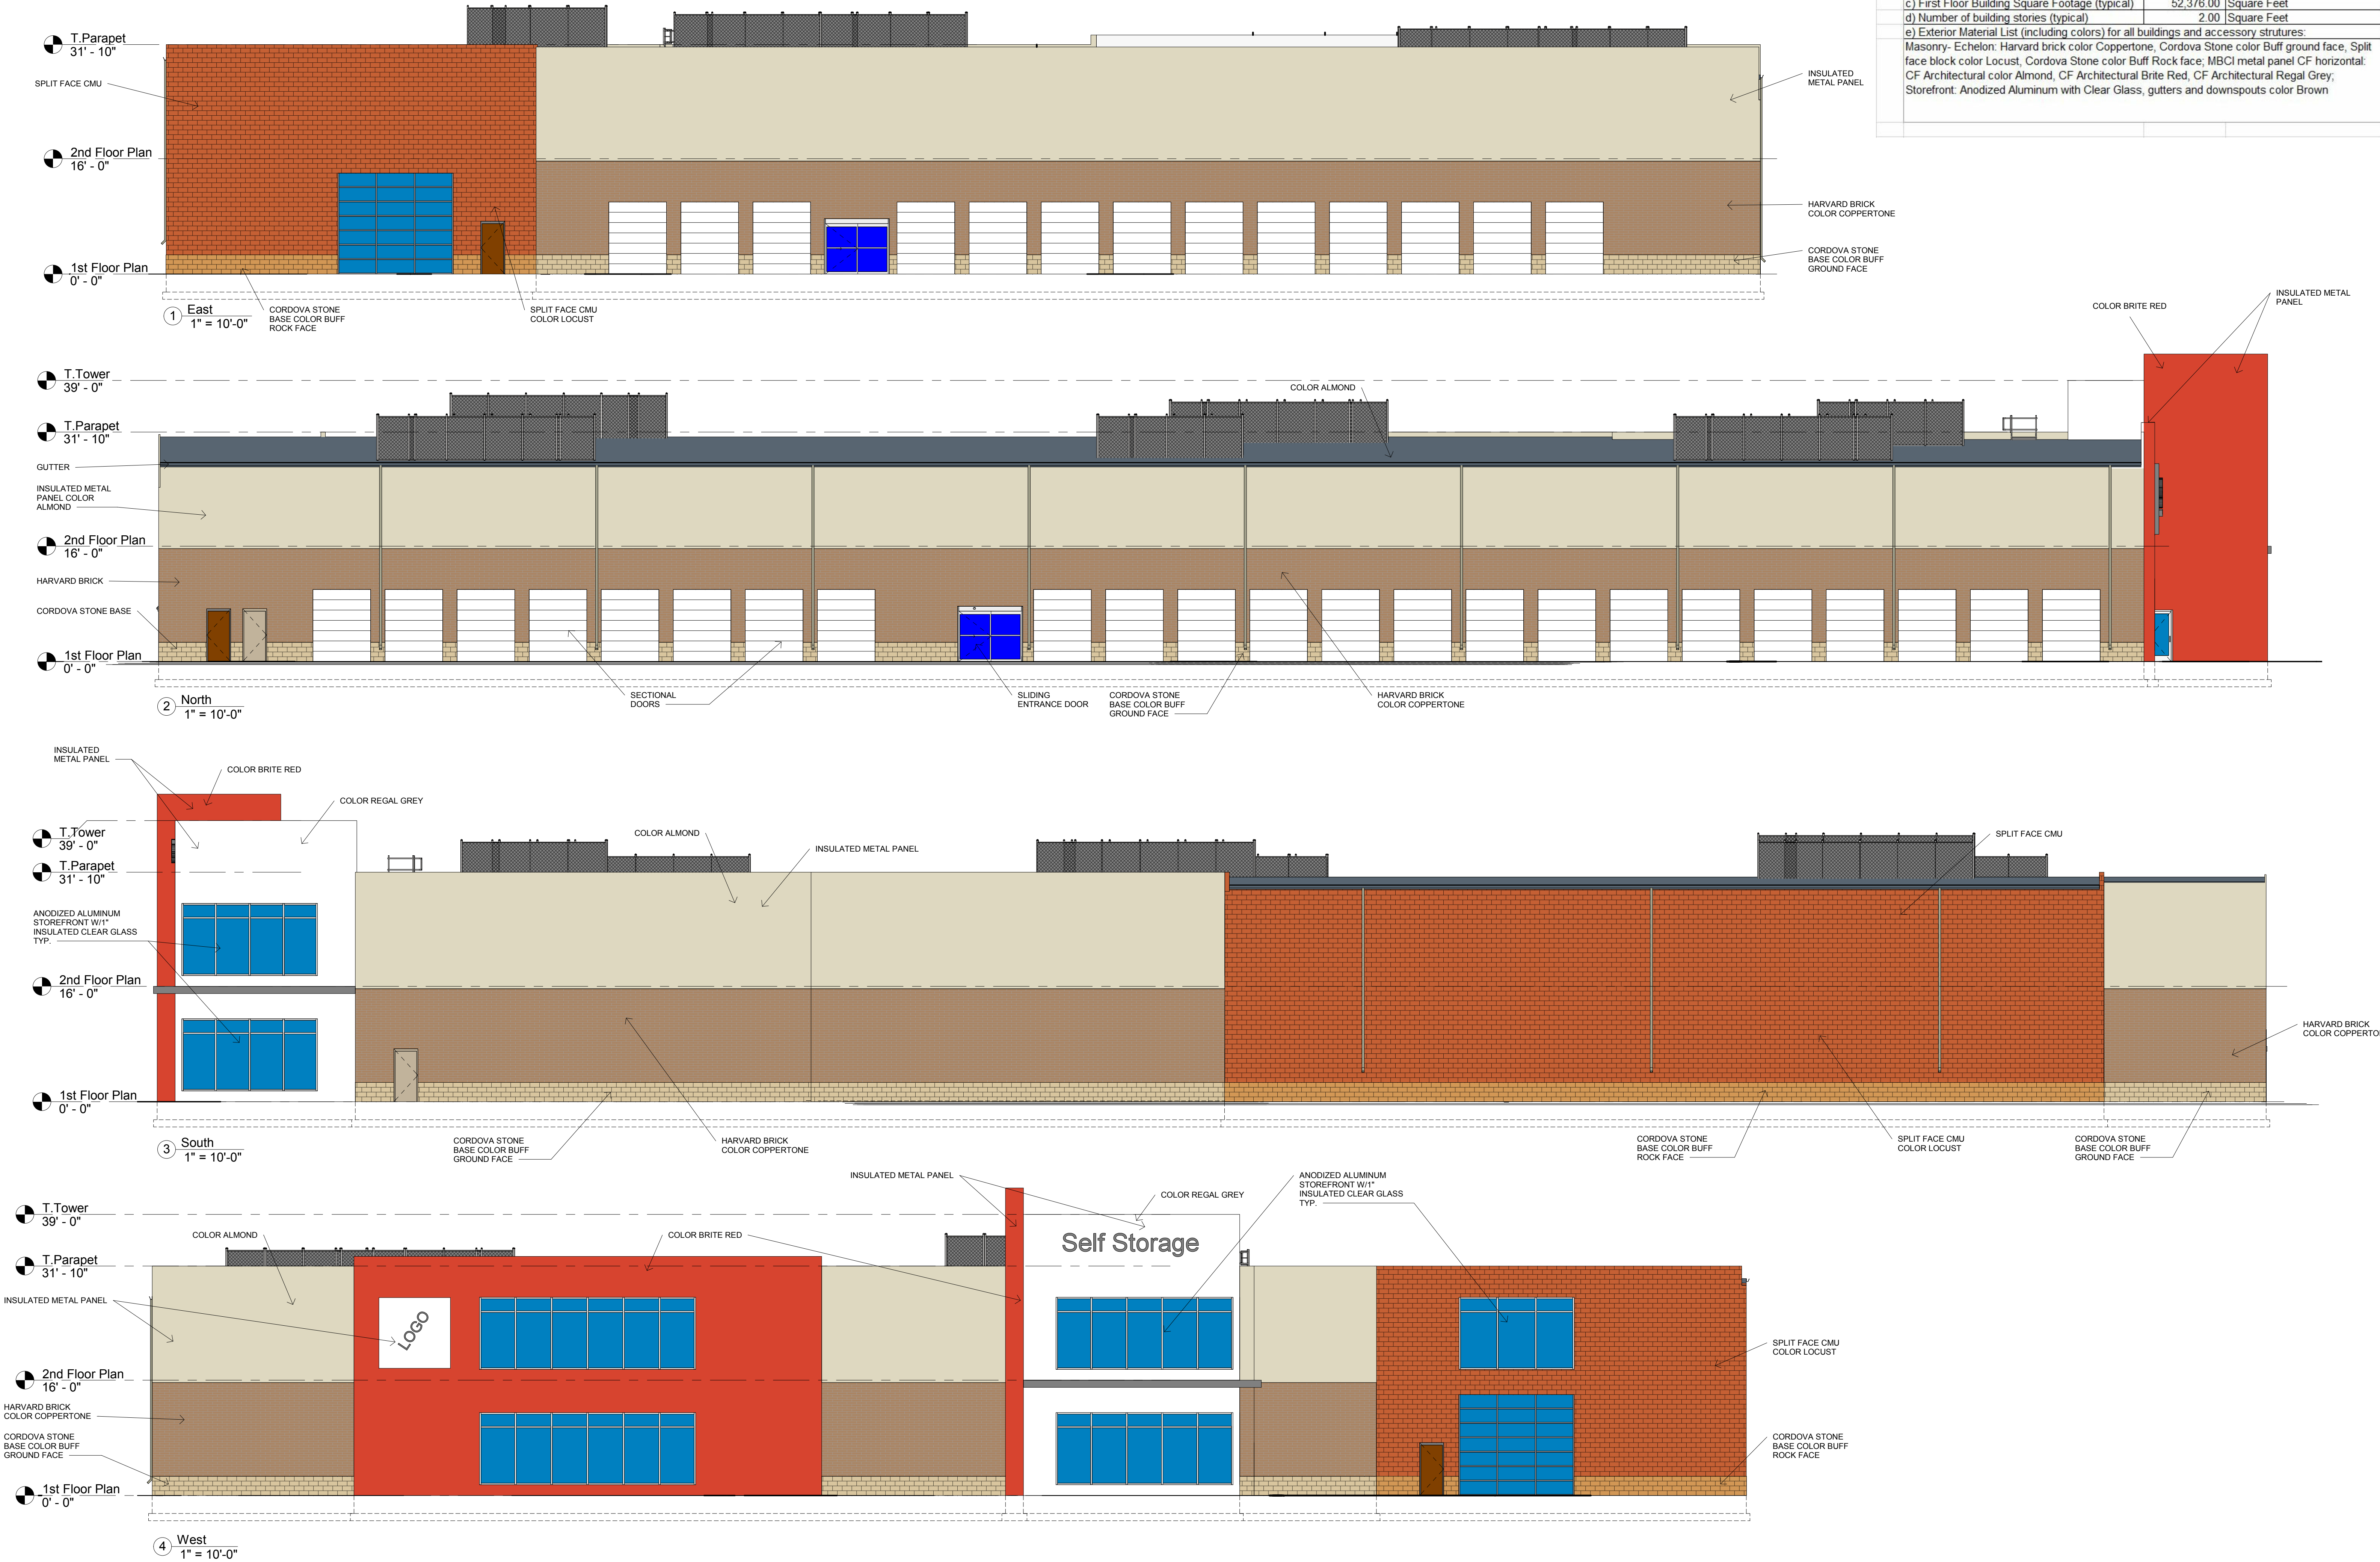 c) First Floor Building Square Footage (typical) 52,376.00 Square Feet
d) Number of building stories (typical) 2.00 Square Feet
e) Exterior Material List (including colors) for all buildings and accessory strutures:
Masonry- Echelon: Harvard brick color Coppertone, Cordova Stone color Buff ground face, Split
face block color Locust, Cordova Stone color Buff Rock face; MBCI metal panel CF horizontal:
CF Architectural color Almond, CF Architectural Brite Red, CF Architectural Regal Grey;
Storefront: Anodized Aluminum with Clear Glass, gutters and downspouts color Brown
T.Parapet
31' - 10"
SPLIT FACE CMU
2nd Floor Plan
16' - 0"
1st Floor Plan
0' - 0"
INSULATED
METAL PANEL
HARVARD BRICK
COLOR COPPERTONE
CORDOVA STONE
BASE COLOR BUFF
GROUND FACE
1 East
1" = 10'-0"
CORDOVA STONE
BASE COLOR BUFF
ROCK FACE
SPLIT FACE CMU
COLOR LOCUST
COLOR BRITE RED
INSULATED METAL
PANEL
T.Tower
39' - 0"
COLOR ALMOND
T.Parapet
31' - 10"
GUTTER
INSULATED METAL
PANEL COLOR
ALMOND
2nd Floor Plan
16' - 0"
HARVARD BRICK
CORDOVA STONE BASE
1st Floor Plan
0' - 0"
2 North
1" = 10'-0"
SECTIONAL
DOORS
SLIDING
ENTRANCE DOOR
CORDOVA STONE
BASE COLOR BUFF
GROUND FACE
HARVARD BRICK
COLOR COPPERTONE
INSULATED
METAL PANEL
COLOR BRITE RED
COLOR REGAL GREY
T.Tower
39' - 0"
T.Parapet
31' - 10"
COLOR ALMOND
INSULATED METAL PANEL
SPLIT FACE CMU
ANODIZED ALUMINUM
STOREFRONT W/1"
INSULATED CLEAR GLASS
TYP.
2nd Floor Plan
16' - 0"
1st Floor Plan
0' - 0"
HARVARD BRICK
COLOR COPPERTO
3 South
1" = 10'-0"
CORDOVA STONE
BASE COLOR BUFF
GROUND FACE
HARVARD BRICK
COLOR COPPERTONE
CORDOVA STONE
BASE COLOR BUFF
ROCK FACE
SPLIT FACE CMU
COLOR LOCUST
CORDOVA STONE
BASE COLOR BUFF
GROUND FACE
INSULATED METAL PANEL
COLOR REGAL GREY
ANODIZED ALUMINUM
STOREFRONT W/1"
INSULATED CLEAR GLASS
TYP.
T.Tower
39' - 0"
COLOR ALMOND
COLOR BRITE RED
Self Storage
T.Parapet
31' - 10"
INSULATED METAL PANEL
LOGO
2nd Floor Plan
16' - 0"
SPLIT FACE CMU
COLOR LOCUST
HARVARD BRICK
COLOR COPPERTONE
CORDOVA STONE
BASE COLOR BUFF
GROUND FACE
CORDOVA STONE
BASE COLOR BUFF
ROCK FACE
1st Floor Plan
0' - 0"
4 West
1" = 10'-0"